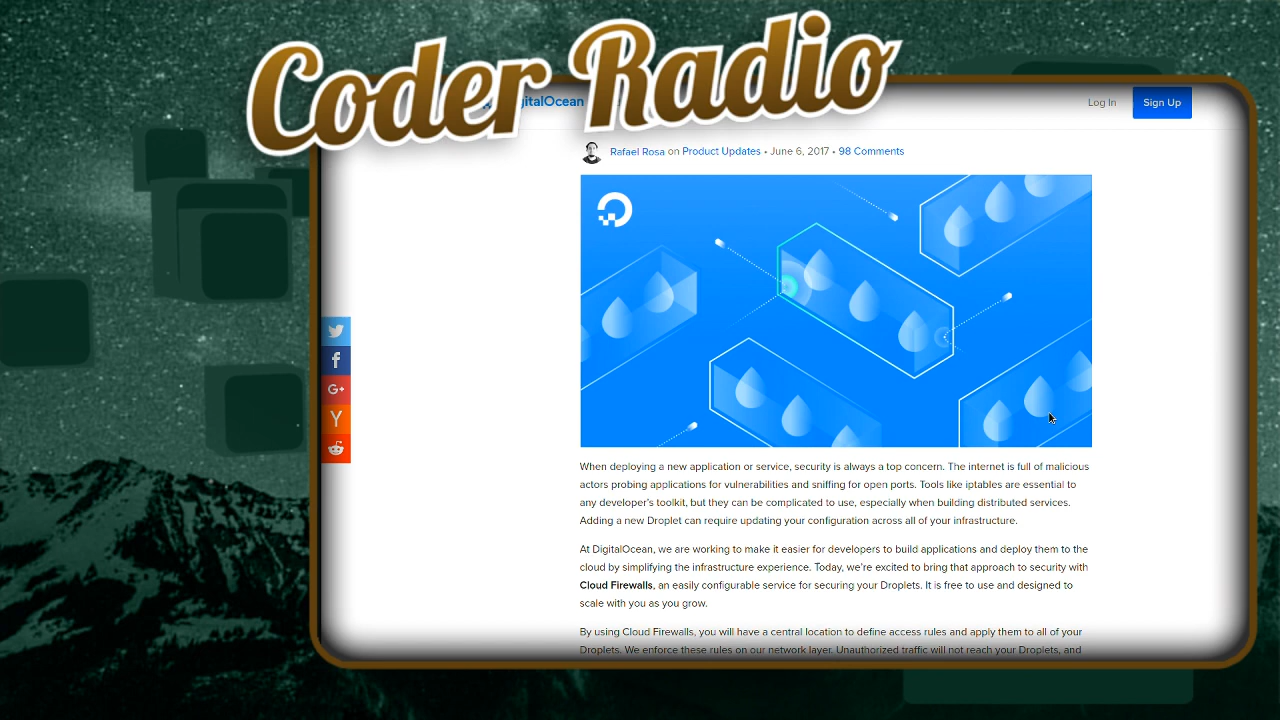 Coder Radio
gitalOcean
Log In
Sign Up
Rafael Rosa on Product Updates • June 6, 2017 • 98 Comments
When deploying a new application or service, security is always a top concern. The internet is full of malicious
actors probing applications for vulnerabilities and sniffing for open ports. Tools like iptables are essential to
any developer's toolkit, but they can be complicated to use, especially when building distributed services.
Adding a new Droplet can require updating your configuration across all of your infrastructure.
At DigitalOcean, we are working to make it easier for developers to build applications and deploy them to the
cloud by simplifying the infrastructure experience. Today, we're excited to bring that approach to security with
Cloud Firewalls, an easily configurable service for securing your Droplets. It is free to use and designed to
scale with you as you grow.
By using Cloud Firewalls, you will have a central location to define access rules and apply them to all of your
Droplets. We enforce these rules on our network layer. Unauthorized traffic will not reach your Droplets, and